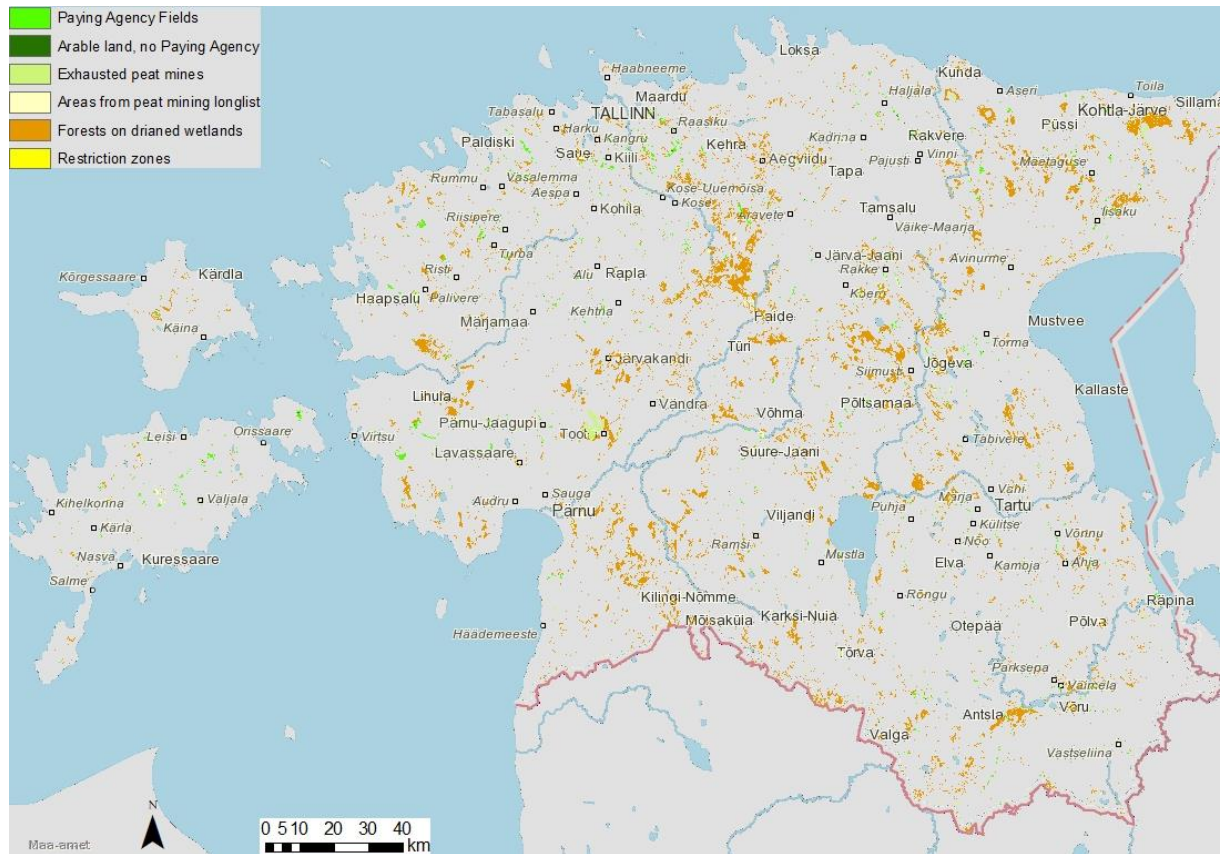 Paying Agency Fields
Arable land, no Paying Agency
Exhausted peat mines
Areas from peat mining longlist
Forests on drianed wetlands
Restriction zones
Loksa
Haabneeme
Kunda
Maardu
Haljala
Aseri
Toila
Tabasalu
TALLINN
Kohtla-Järve
Sillamä
Harku
Raasiku
Püssi
Paldiski
Kangru
Kadrina
Rakvere
Saue
Kiili
Kehra
Aegviidu
Pajusti
Vinni
Mäetaguse
Tapa
Rummu
Vasalemma
Aespa
Kose-Uuemõisa
Kose
Kohila
Aravete
Tamsalu
Iisaku
Riisipere
Väike-Maarja
Turba
Järva-Jaani
Kõrgessaare
Kärdla
Risti
Alu
Rapla
Rakke
Avinurme
Haapsalu
Palivere
Koeru
Kehtna
Käina
Märjamaa
Paide
Mustvee
Türi
Torma
Järvakandi
Siimusti
Jõgeva
Kallaste
Lihula
Vändra
Võhma
Põltsamaa
Pärnu-Jaagupi
Leisi
Orissaare
Virtsu
Tootsi
Tabivere
Lavassaare
Suure-Jaani
Kihelkonna
Valjala
Audru
Sauga
Pärnu
Märja
Vahi
Tartu
Kärla
Viljandi
Puhja
Külitse
Ramsi
Nõo
Võnnu
Nasva
Kuressaare
Mustla
Elva
Kambja
Ahja
Salme
Kilingi-Nõmme
Rõngu
Räpina
Häädemeeste
Mõisaküla
Karksi-Nuia
Otepää
Põlva
Tõrva
Parksepa
Väimela
Antsla
Võru
Valga
Vastseliina
N
0 5 10 20 30 40
km
Maa-amet